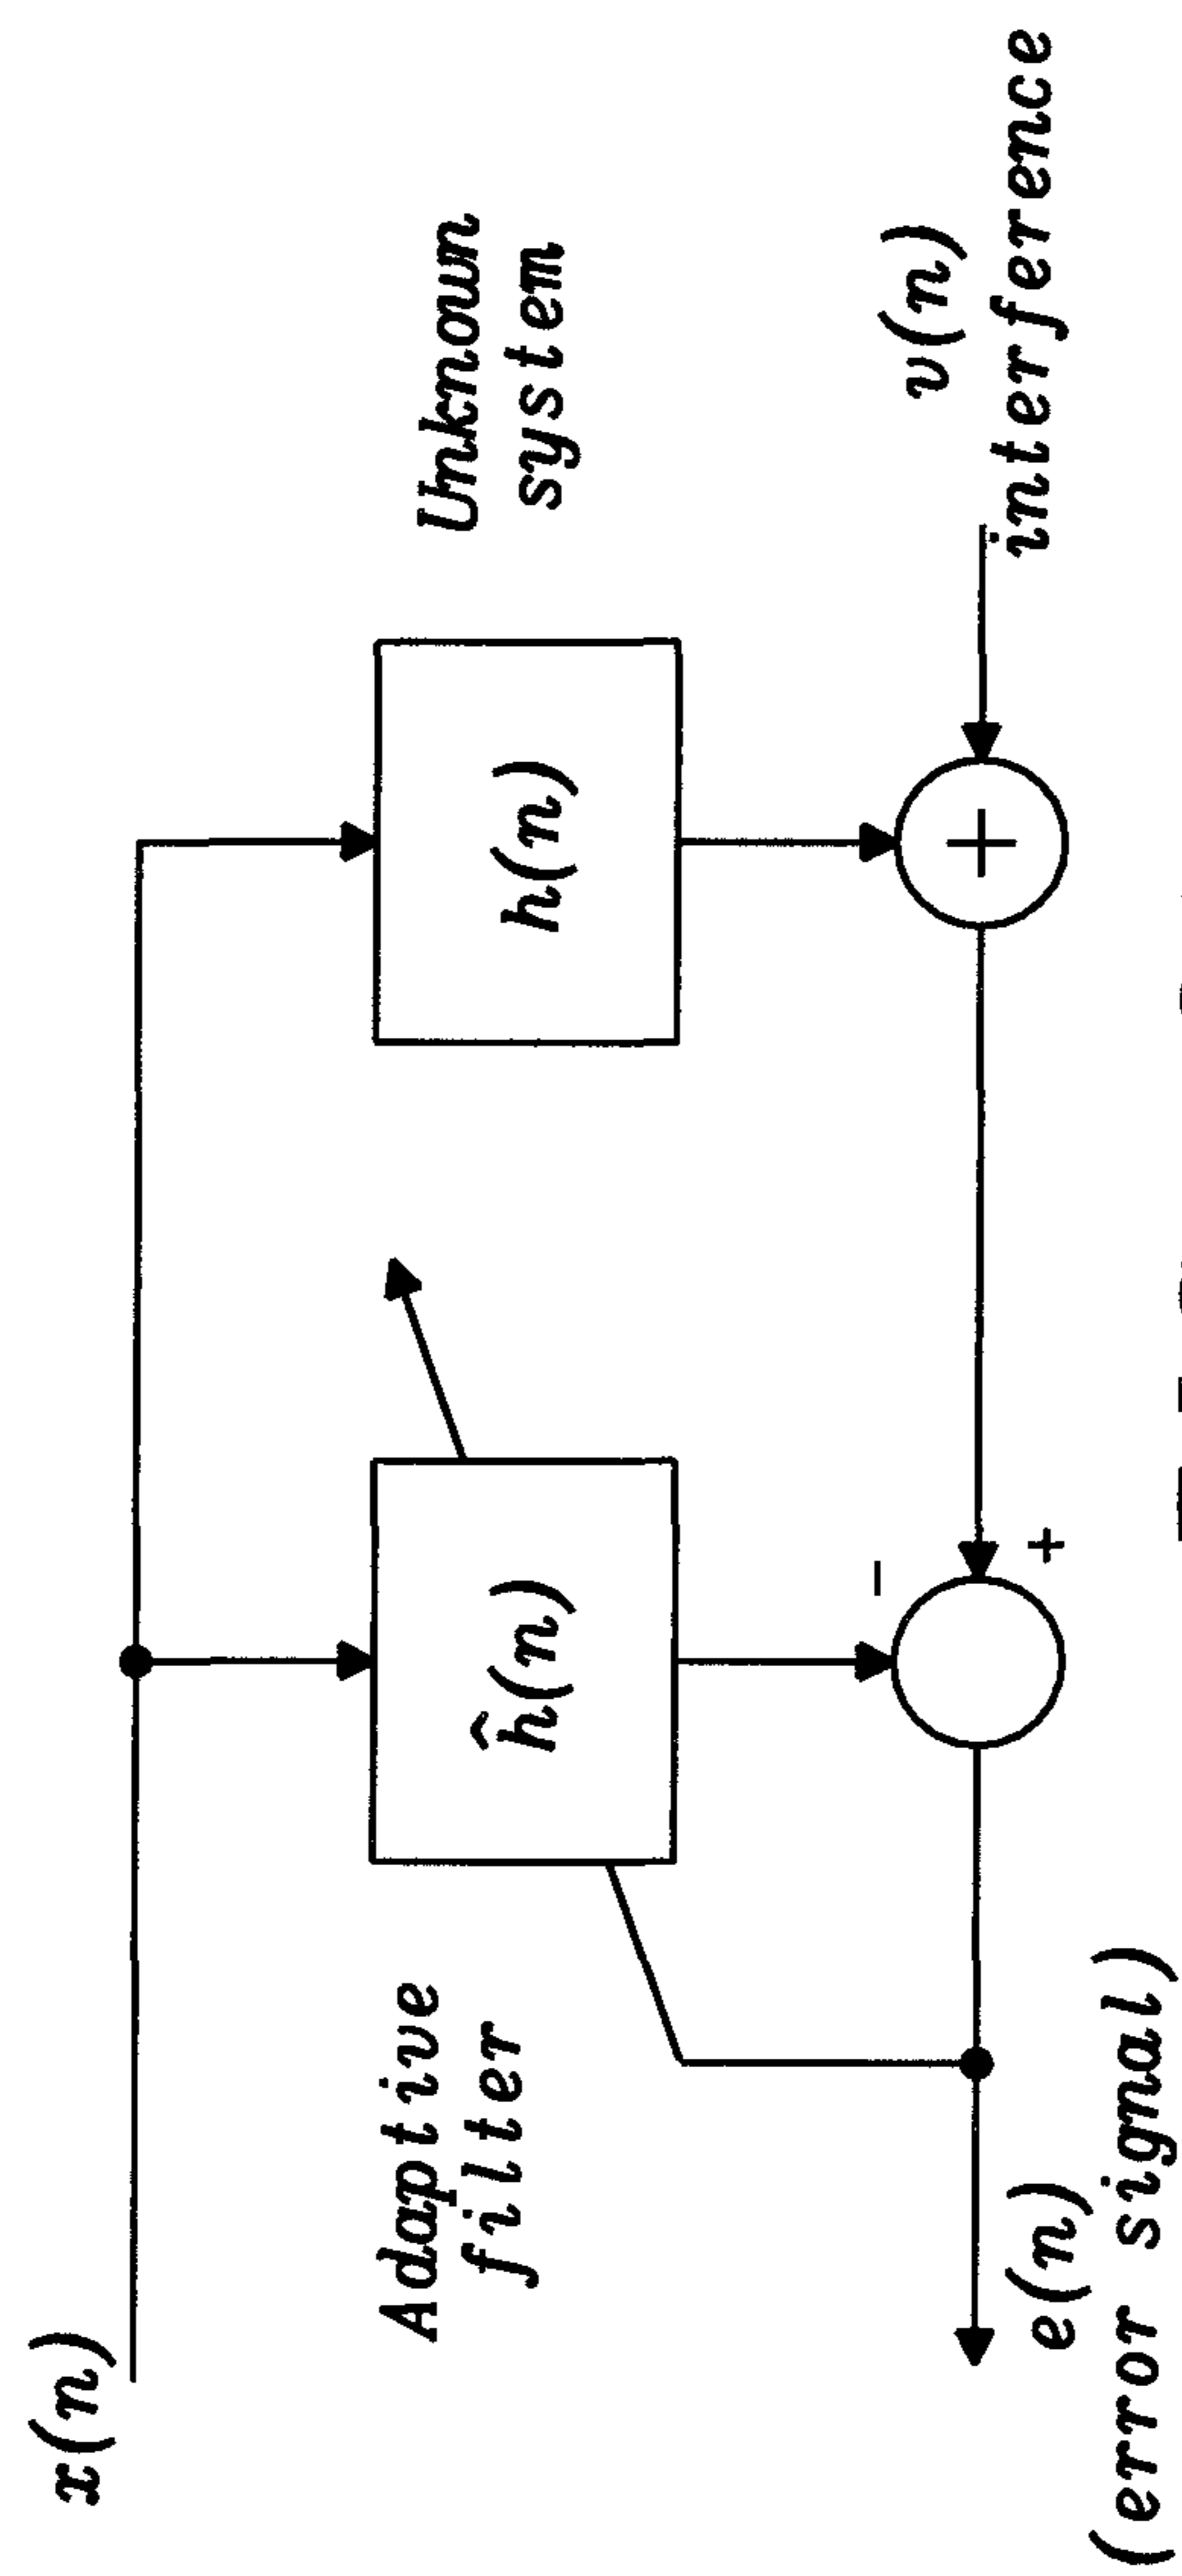 x(n)
Adaptive
filter
ĥ(n)
h(n)
Unknown
system
-
+
+
v(n)
interference
e(n)
(error signal)